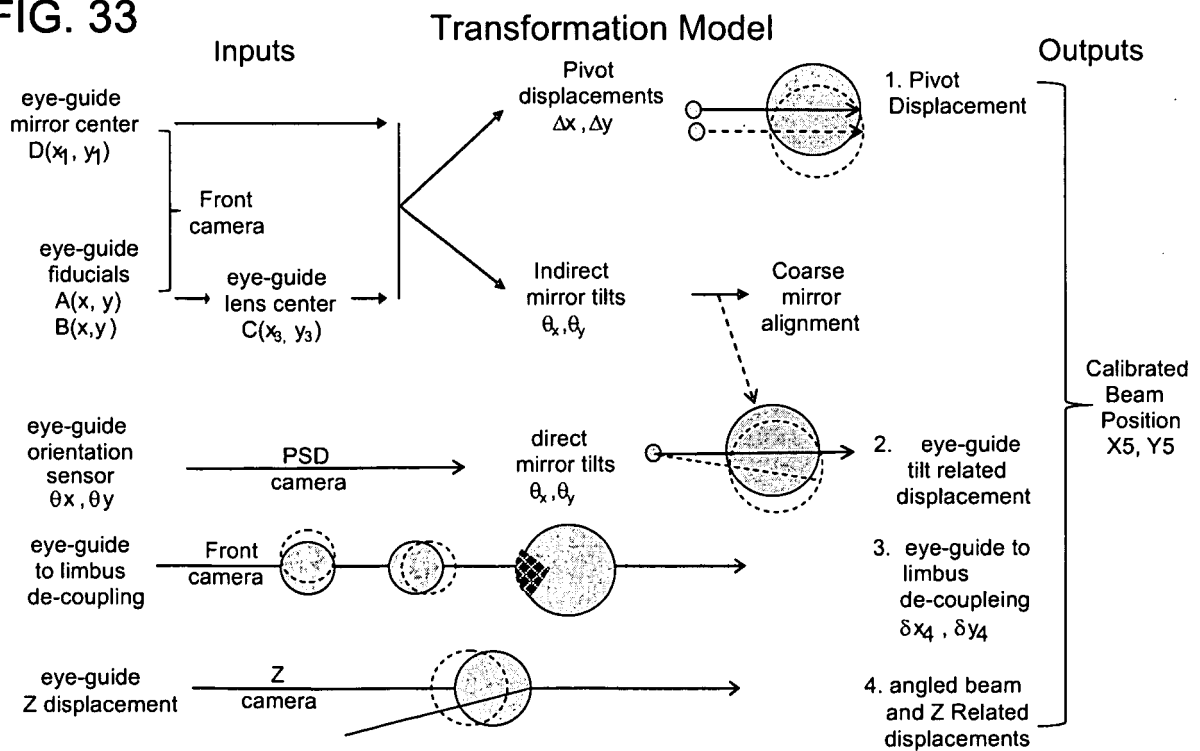 FIG. 33
Transformation Model
Inputs
Outputs
eye-guide
mirror center
D(x1, y1)
Front
camera
eye-guide
fiducials
A(x, y)
B(x,y)
eye-guide
lens center
C(x3, y3)
Pivot
displacements
Δx , Δy
1. Pivot
Displacement
Indirect
mirror tilts
θx,θy
Coarse
mirror
alignment
Calibrated
Beam
Position
X5, Y5
eye-guide
orientation
sensor
θx , θy
PSD
camera
direct
mirror tilts
θx,θy
2. eye-guide
tilt related
displacement
eye-guide
to limbus
de-coupling
Front
camera
3. eye-guide to
limbus
de-coupleing
δx4 , δy4
eye-guide
Z displacement
Z
camera
4. angled beam
and Z Related
displacements